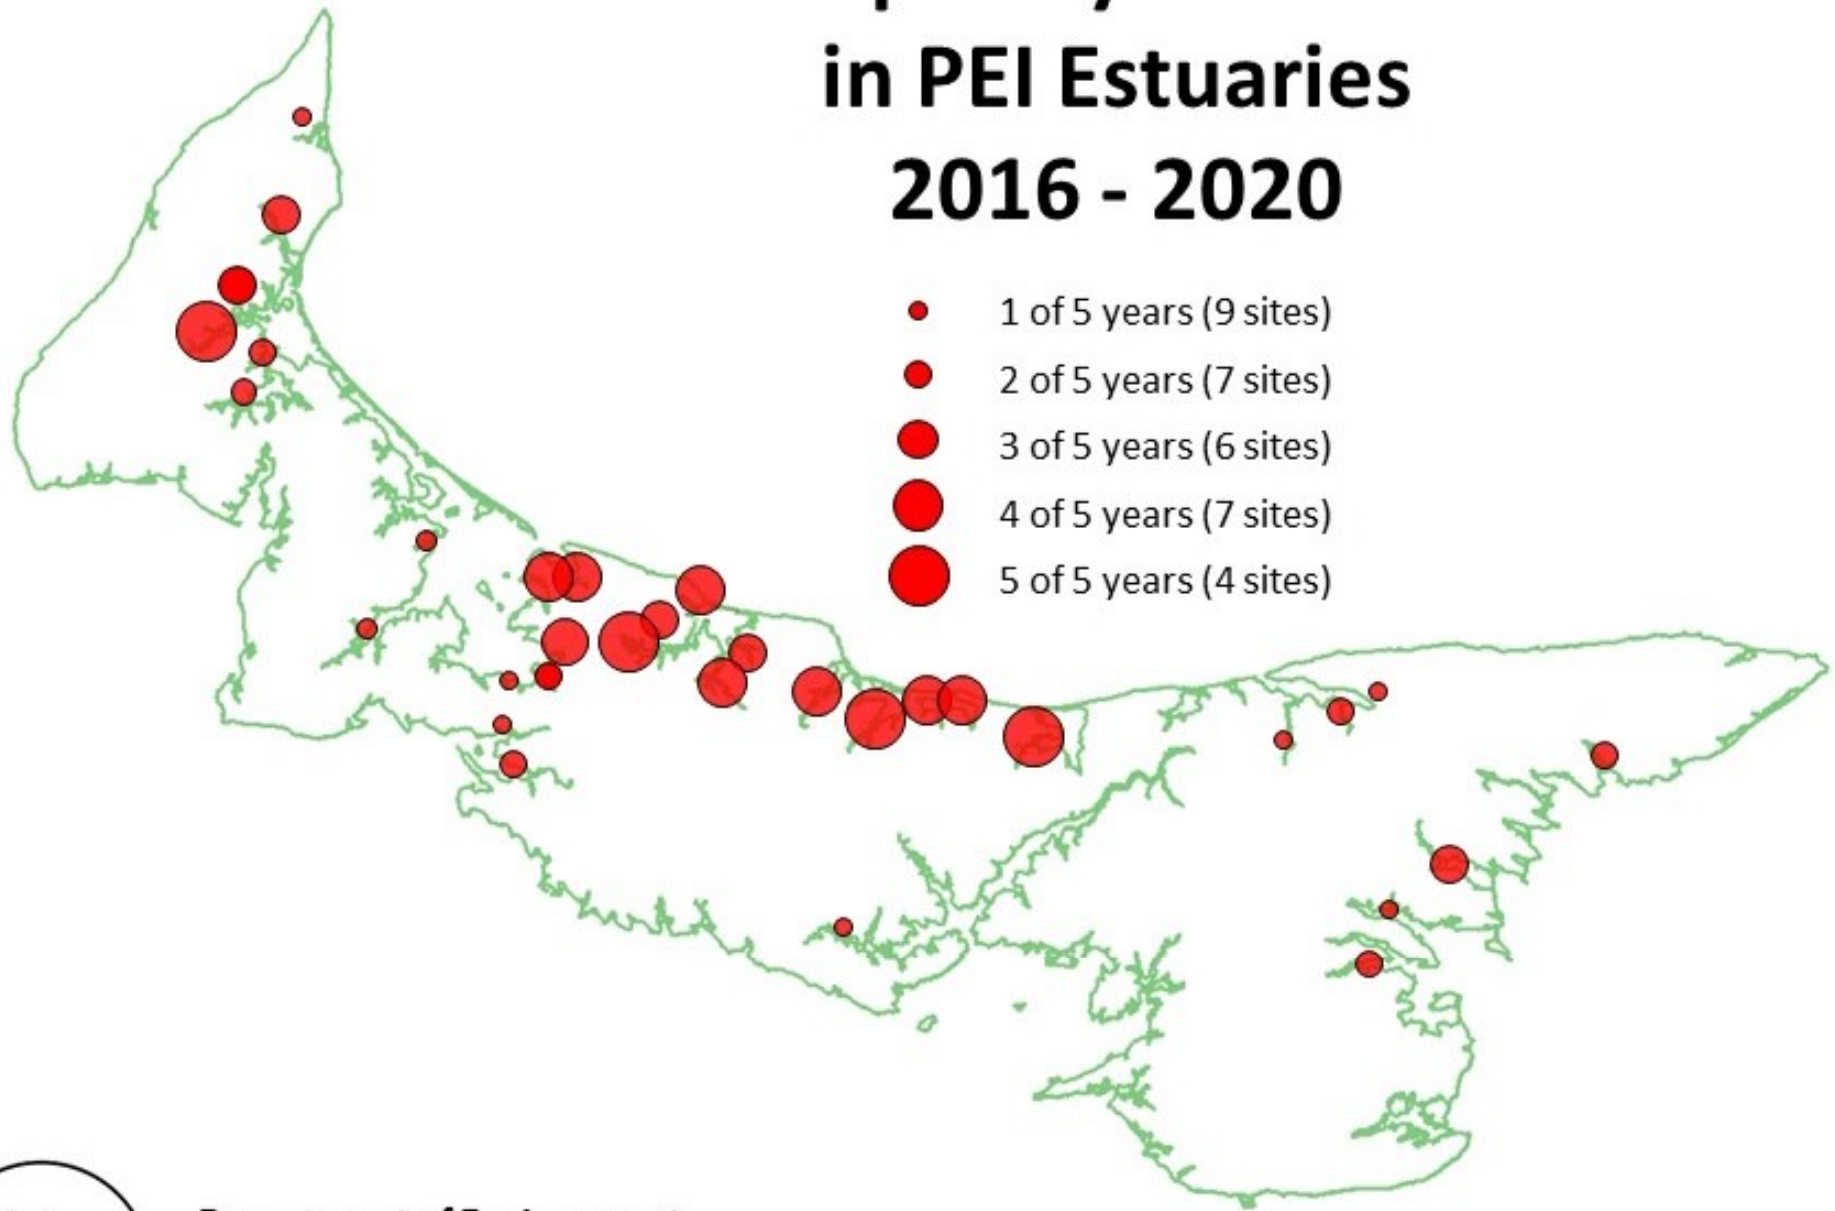 in PEI Estuaries
2016 - 2020
1 of 5 years (9 sites)
2 of 5 years (7 sites)
3 of 5 years (6 sites)
4 of 5 years (7 sites)
5 of 5 years (4 sites)